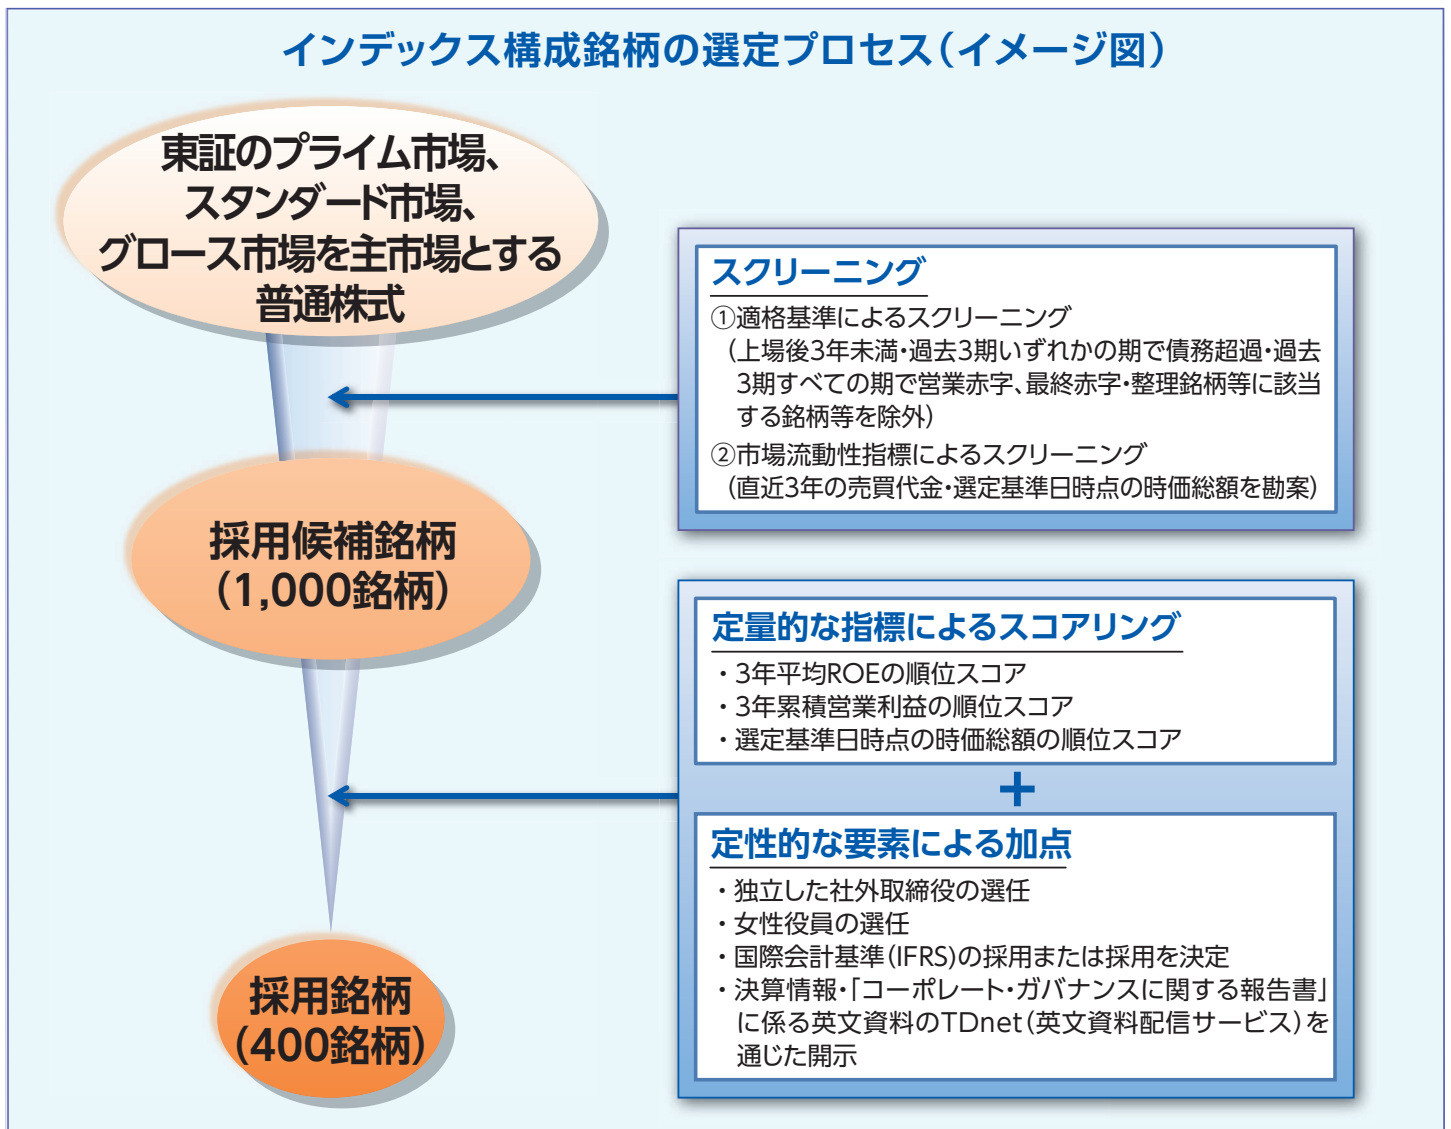 インデックス構成銘柄の選定プロセス(イメージ図)
東証のプライム市場、
スタンダード市場、
グロース市場を主市場とする
普通株式
スクリーニング
①適格基準によるスクリーニング
(上場後3年未満・過去3期いずれかの期で債務超過・過去
3期すべての期で営業赤字、最終赤字・整理銘柄等に該当
する銘柄等を除外)
②市場流動性指標によるスクリーニング
(直近3年の売買代金・選定基準日時点の時価総額を勘案)
採用候補銘柄
(1,000銘柄)
定量的な指標によるスコアリング
・3年平均ROEの順位スコア
・3年累積営業利益の順位スコア
・選定基準日時点の時価総額の順位スコア
+
定性的な要素による加点
・独立した社外取締役の選任
・女性役員の選任
・国際会計基準(IFRS)の採用または採用を決定
・決算情報・「コーポレート・ガバナンスに関する報告書」
に係る英文資料のTDnet(英文資料配信サービス)を
通じた開示
採用銘柄
(400銘柄)